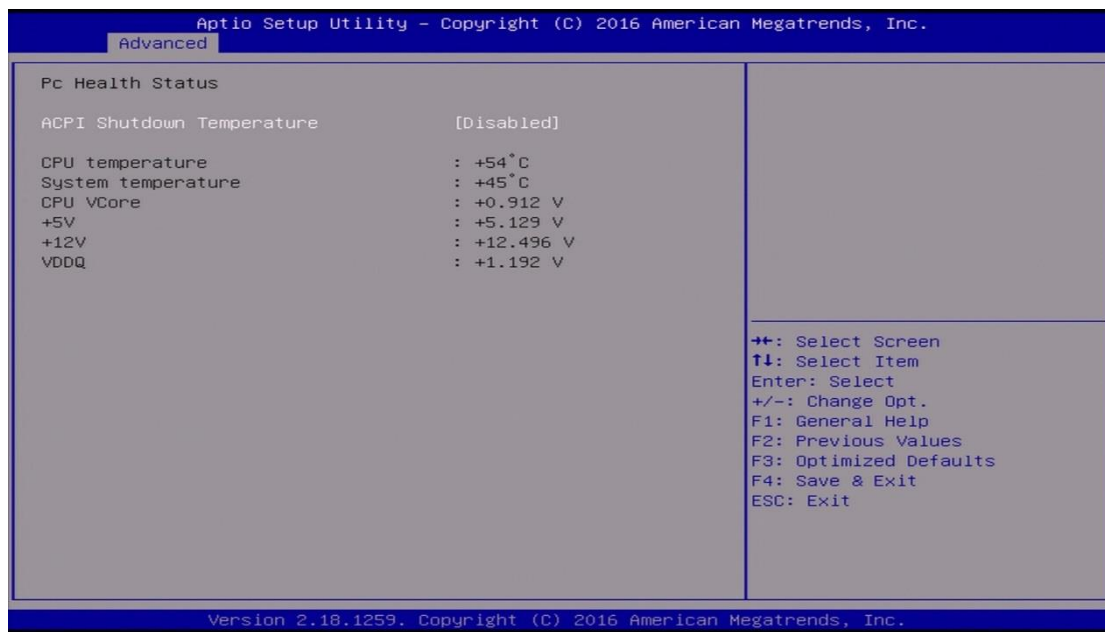 Aptio Setup Utility – Copyright (C) 2016 American Megatrends, Inc.
Advanced
Pc Health Status
ACPI Shutdown Temperature [Disabled]
CPU temperature : +54°C
System temperature : +45°C
CPU VCore : +0.912 V
+5V : +5.129 V
+12V : +12.496 V
VDDQ : +1.192 V
→←: Select Screen
↑↓: Select Item
Enter: Select
+/-: Change Opt.
F1: General Help
F2: Previous Values
F3: Optimized Defaults
F4: Save & Exit
ESC: Exit
Version 2.18.1259. Copyright (C) 2016 American Megatrends, Inc.